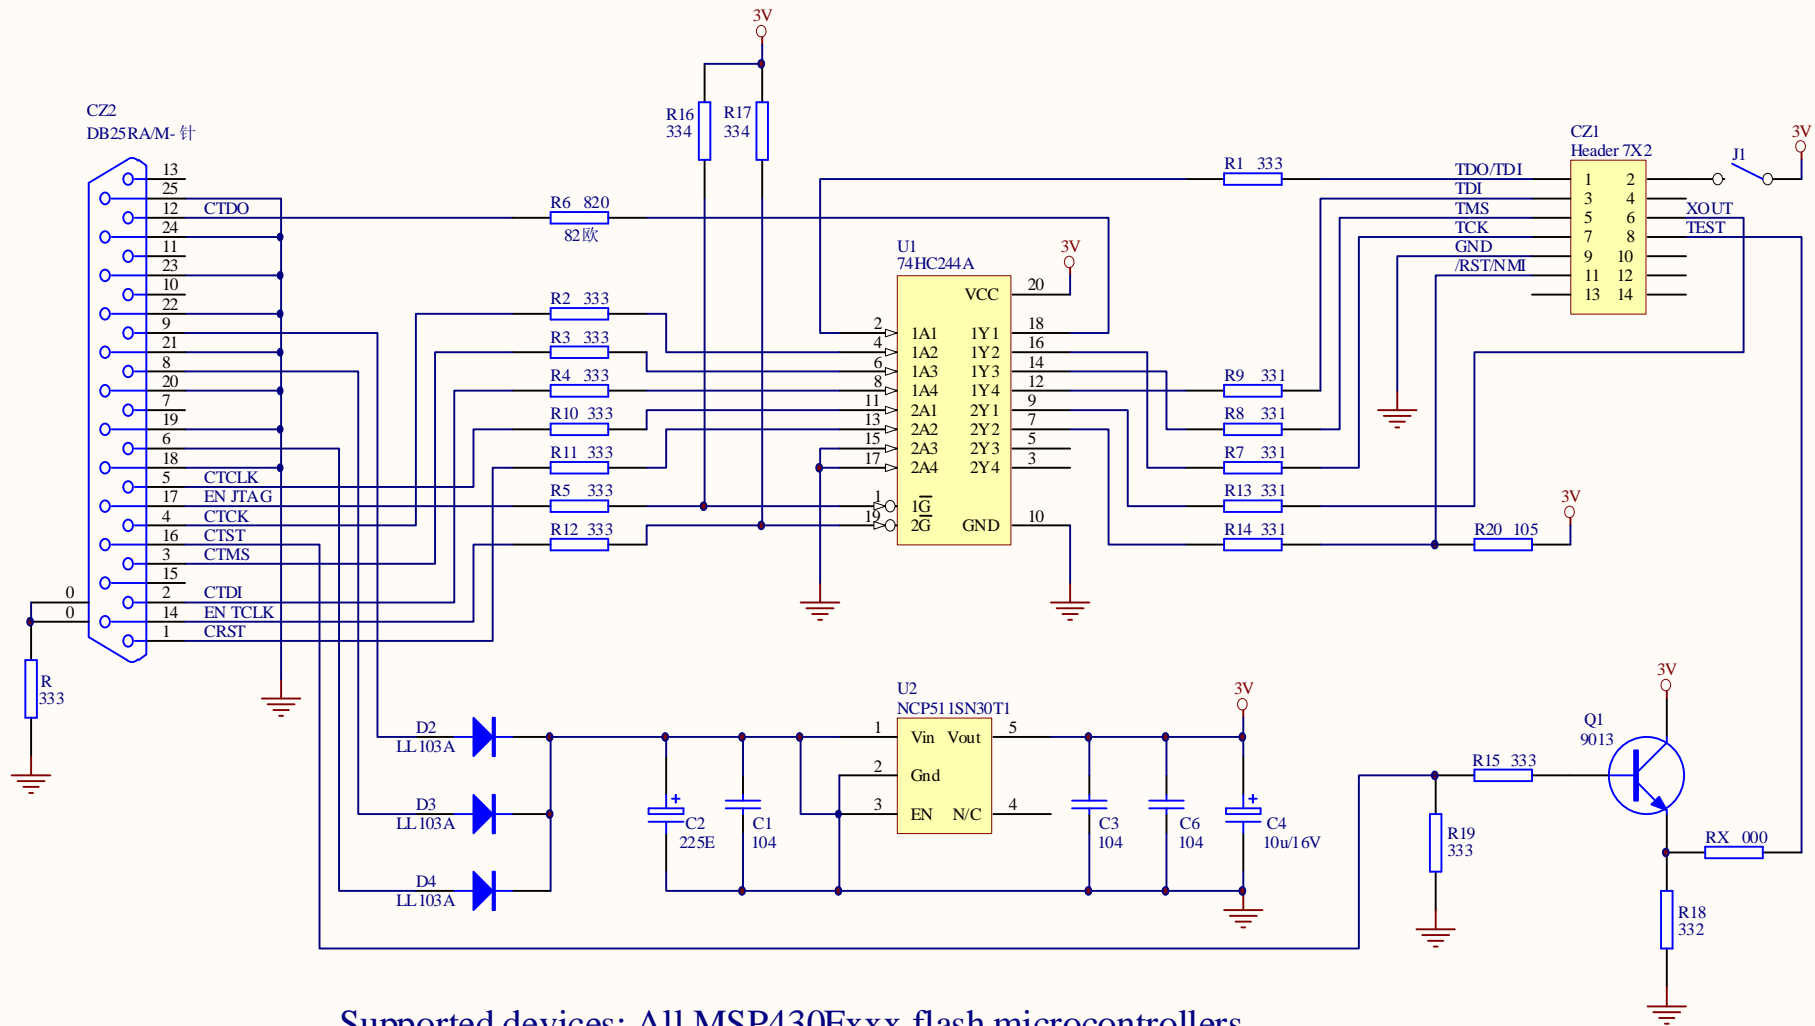 3V
CZ2
DB25RA/M-针
13
25
12 CTDO
24
11
23
10
22
9
21
8
20
7
19
6
18
5 CTCLK
17 EN JTAG
4 CTCK
16 CTST
3 CTMS
15
2 CTDI
14 EN TCLK
1 CRST
0
0
R
333
R16
334
R17
334
R6 820
82欧
R2 333
R3 333
R4 333
R10 333
R11 333
R5 333
R12 333
U1
74HC244A
3V
VCC 20
2 1A1 1Y1 18
4 1A2 1Y2 16
6 1A3 1Y3 14
8 1A4 1Y4 12
11 2A1 2Y1 9
13 2A2 2Y2 7
15 2A3 2Y3 5
17 2A4 2Y4 3
1 1G
19 2G GND 10
R1 333
R9 331
R8 331
R7 331
R13 331
R14 331
R20 105
3V
CZ1
Header 7X2
TDO/TDI 1 2
TDI 3 4
TMS 5 6 XOUT
TCK 7 8 TEST
GND 9 10
/RST/NMI 11 12
13 14
J1
3V
D2
LL103A
D3
LL103A
D4
LL103A
C2
225E
C1
104
U2
NCP511SN30T1
1 Vin Vout 5
2 Gnd
3 EN N/C 4
3V
C3
104
C6
104
C4
10u/16V
3V
Q1
9013
R15 333
R19
333
RX 000
R18
332
Supported devices: All MSP430Fxxx flash microcontrollers